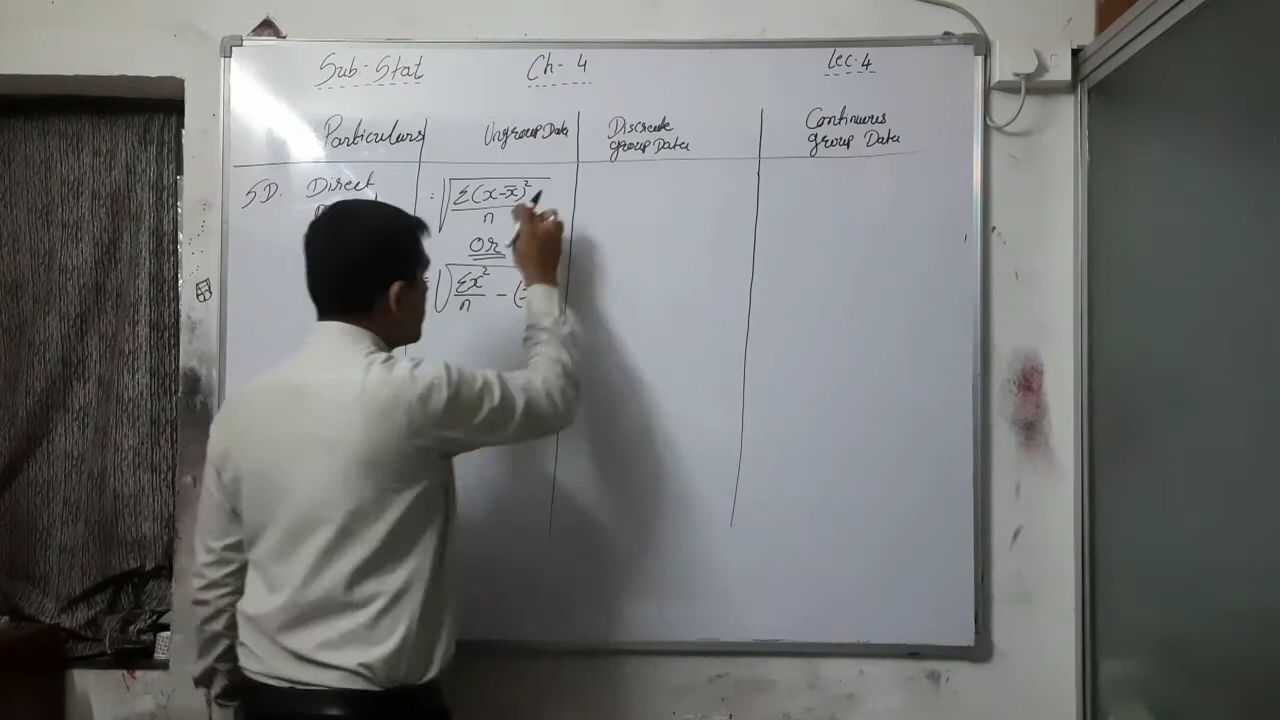 Sub-Stat Ch-4 Lec.4
Particulars Ungroup Data Discrete group Data Continuous group Data
S.D. Direct
= √ Σ(x-x̄)² / n
OR
= √ Σx² / n - (